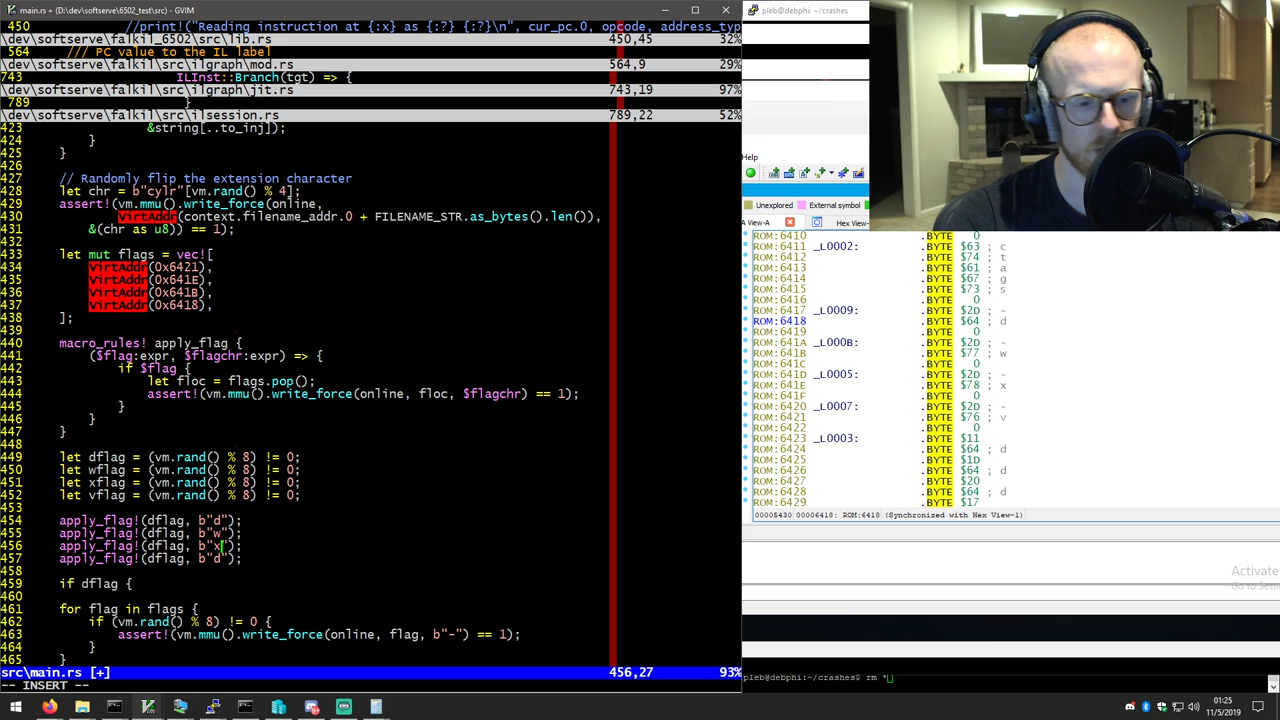 main.rs + (D:\dev\softserve\6502_test\src) - GVIM
pleb@debphi: ~/crashes
450             //print!("Reading instruction at {:x} as {:?} {:?}\n", cur_pc.0, opcode, address_typ
\dev\softserve\falkil_6502\src\lib.rs 450,45 32%
564     /// PC value to the IL label
\dev\softserve\falkil\src\ilgraph\mod.rs 564,9 29%
743                     ILInst::Branch(tgt) => {
\dev\softserve\falkil\src\ilgraph\jit.rs 743,19 97%
789                     }
\dev\softserve\falkil\src\ilsession.rs 789,22 52%
423                 &string[..to_inj]);
424         }
425     }
426
427     // Randomly flip the extension character
428     let chr = b"cylr"[vm.rand() % 4];
429     assert!(vm.mmu().write_force(online,
430             VirtAddr(context.filename_addr.0 + FILENAME_STR.as_bytes().len()),
431         &(chr as u8)) == 1);
432
433     let mut flags = vec![
434         VirtAddr(0x6421),
435         VirtAddr(0x641E),
436         VirtAddr(0x641B),
437         VirtAddr(0x6418),
438     ];
439
440     macro_rules! apply_flag {
441         ($flag:expr, $flagchr:expr) => {
442             if $flag {
443                 let floc = flags.pop();
444                 assert!(vm.mmu().write_force(online, floc, $flagchr) == 1);
445             }
446         }
447     }
448
449     let dflag = (vm.rand() % 8) != 0;
450     let wflag = (vm.rand() % 8) != 0;
451     let xflag = (vm.rand() % 8) != 0;
452     let vflag = (vm.rand() % 8) != 0;
453
454     apply_flag!(dflag, b"d");
455     apply_flag!(dflag, b"w");
456     apply_flag!(dflag, b"x");
457     apply_flag!(dflag, b"d");
458
459     if dflag {
460
461     for flag in flags {
462         if (vm.rand() % 8) != 0 {
463             assert!(vm.mmu().write_force(online, flag, b"-") == 1);
464         }
465     }
src\main.rs [+] 456,27 93%
-- INSERT --
Help
Unexplored External symbol
A View-A Hex View-
ROM:6410 .BYTE 0
ROM:6411 _L0002: .BYTE $63 ; c
ROM:6412 .BYTE $74 ; t
ROM:6413 .BYTE $61 ; a
ROM:6414 .BYTE $67 ; g
ROM:6415 .BYTE $73 ; s
ROM:6416 .BYTE 0
ROM:6417 _L0009: .BYTE $2D ; -
ROM:6418 .BYTE $64 ; d
ROM:6419 .BYTE 0
ROM:641A _L000B: .BYTE $2D ; -
ROM:641B .BYTE $77 ; w
ROM:641C .BYTE 0
ROM:641D _L0005: .BYTE $2D ; -
ROM:641E .BYTE $78 ; x
ROM:641F .BYTE 0
ROM:6420 _L0007: .BYTE $2D ; -
ROM:6421 .BYTE $76 ; v
ROM:6422 .BYTE 0
ROM:6423 _L0003: .BYTE $11
ROM:6424 .BYTE $64 ; d
ROM:6425 .BYTE $1D
ROM:6426 .BYTE $64 ; d
ROM:6427 .BYTE $20
ROM:6428 .BYTE $64 ; d
ROM:6429 .BYTE $17
00005430 00006418: ROM:6418 (Synchronized with Hex View-1)
Activate
pleb@debphi:~/crashes$ rm *
01:25
11/5/2019